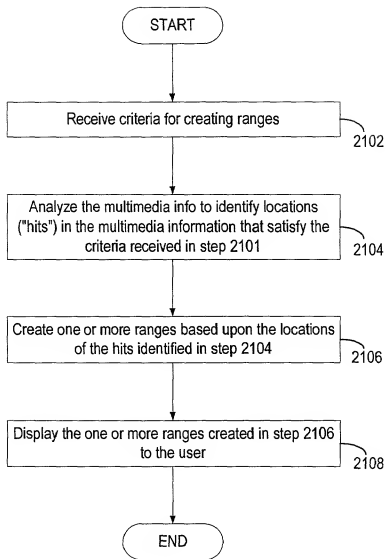 START
Receive criteria for creating ranges
2102
Analyze the multimedia info to identify locations
("hits") in the multimedia information that satisfy the
criteria received in step 2101
2104
Create one or more ranges based upon the locations
of the hits identified in step 2104
2106
Display the one or more ranges created in step 2106
to the user
2108
END